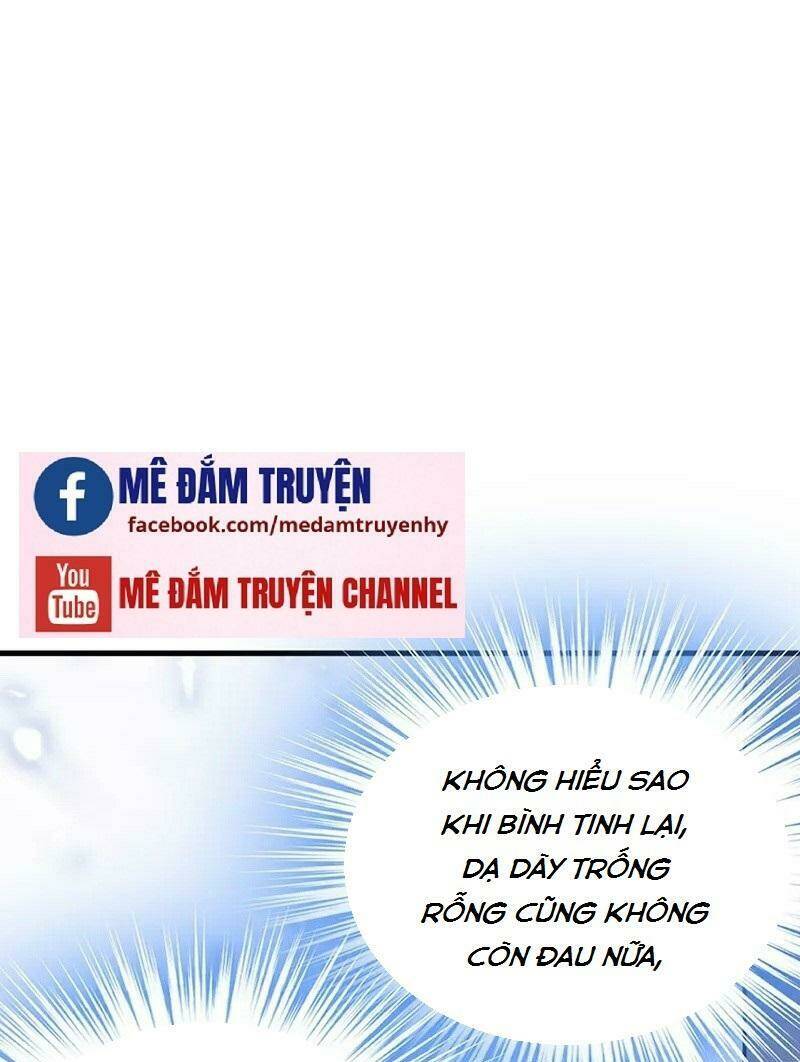 f
MÊ ĐẮM TRUYỆN
facebook.com/medamtruyenhy
You
Tube
MÊ ĐẮM TRUYỆN CHANNEL
KHÔNG HIỂU SAO
KHI BÌNH TINH LẠI,
DẠ DÀY TRỐNG
RỖNG CŨNG KHÔNG
CÒN ĐAU NỮA,